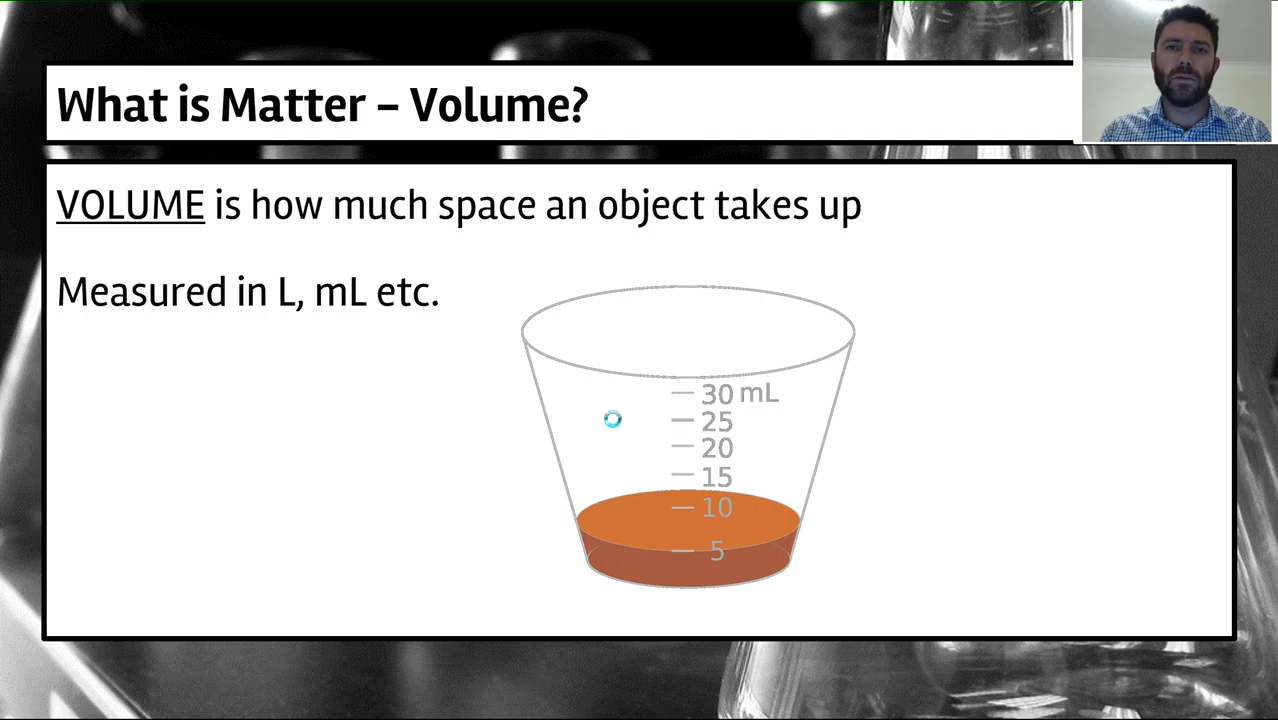 What is Matter – Volume?
VOLUME is how much space an object takes up
Measured in L, mL etc.
30 mL
25
20
15
10
5